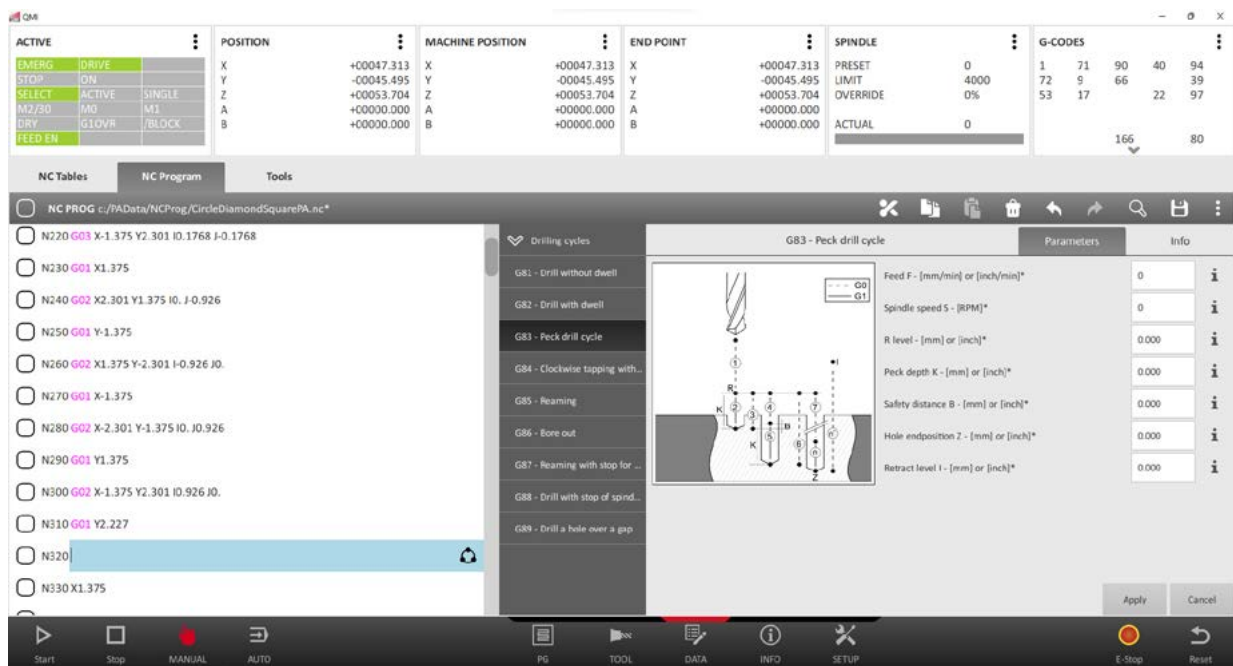 QMI
ACTIVE
EMERG DRIVE
STOP ON
SELECT ACTIVE SINGLE
M2/30 M0 M1
DRY G1OVR /BLOCK
FEED EN
POSITION
X +00047.313
Y -00045.495
Z +00053.704
A +00000.000
B +00000.000
MACHINE POSITION
X +00047.313
Y -00045.495
Z +00053.704
A +00000.000
B +00000.000
END POINT
X +00047.313
Y -00045.495
Z +00053.704
A +00000.000
B +00000.000
SPINDLE
PRESET 0
LIMIT 4000
OVERRIDE 0%
ACTUAL 0
G-CODES
1 71 90 40 94
72 9 66 39
53 17 22 97
166 80
NC Tables NC Program Tools
NC PROG c:/PAData/NCProg/CircleDiamondSquarePA.nc*
N220 G03 X-1.375 Y2.301 I0.1768 J-0.1768
N230 G01 X1.375
N240 G02 X2.301 Y1.375 I0. J-0.926
N250 G01 Y-1.375
N260 G02 X1.375 Y-2.301 I-0.926 J0.
N270 G01 X-1.375
N280 G02 X-2.301 Y-1.375 I0. J0.926
N290 G01 Y1.375
N300 G02 X-1.375 Y2.301 I0.926 J0.
N310 G01 Y2.227
N320
N330 X1.375
Drilling cycles
G81 - Drill without dwell
G82 - Drill with dwell
G83 - Peck drill cycle
G84 - Clockwise tapping with...
G85 - Reaming
G86 - Bore out
G87 - Reaming with stop for ...
G88 - Drill with stop of spind...
G89 - Drill a hole over a gap
G83 - Peck drill cycle
Parameters Info
G0
G1
1
I
R
K 2 3 4 7
B
K 5 6 n
n
Z
Feed F - [mm/min] or [inch/min]* 0
Spindle speed S - [RPM]* 0
R level - [mm] or [inch]* 0.000
Peck depth K - [mm] or [inch]* 0.000
Safety distance B - [mm] or [inch]* 0.000
Hole endposition Z - [mm] or [inch]* 0.000
Retract level I - [mm] or [inch]* 0.000
Apply Cancel
Start Stop MANUAL AUTO PG TOOL DATA INFO SETUP E-Stop Reset